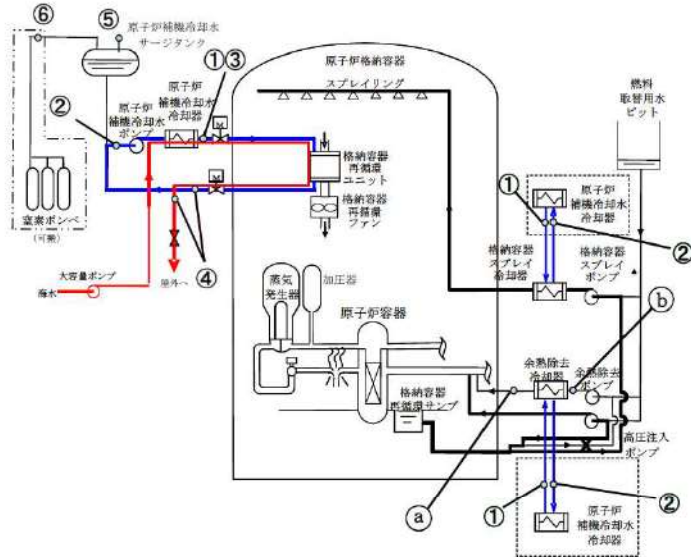 ⑥
⑤
原子炉補機冷却水
サージタンク
②
原子炉
補機冷却水
ポンプ
原子炉
補機冷却水
冷却器
①③
M
M
窒素ボンベ
(可搬)
大容量ポンプ
海水
屋外へ
④
原子炉格納容器
スプレイリング
格納容器
再循環
ユニット
格納容器
再循環
ファン
燃料
取替用水
ピット
①
原子炉
補機冷却水
冷却器
②
格納容器
スプレイ
冷却器
格納容器
スプレイ
ポンプ
ⓑ
蒸気
発生器
加圧器
原子炉容器
格納容器
再循環サンプ
余熱除去
冷却器
余熱除去
ポンプ
高圧注入
ポンプ
ⓐ
①
②
原子炉
補機冷却水
冷却器